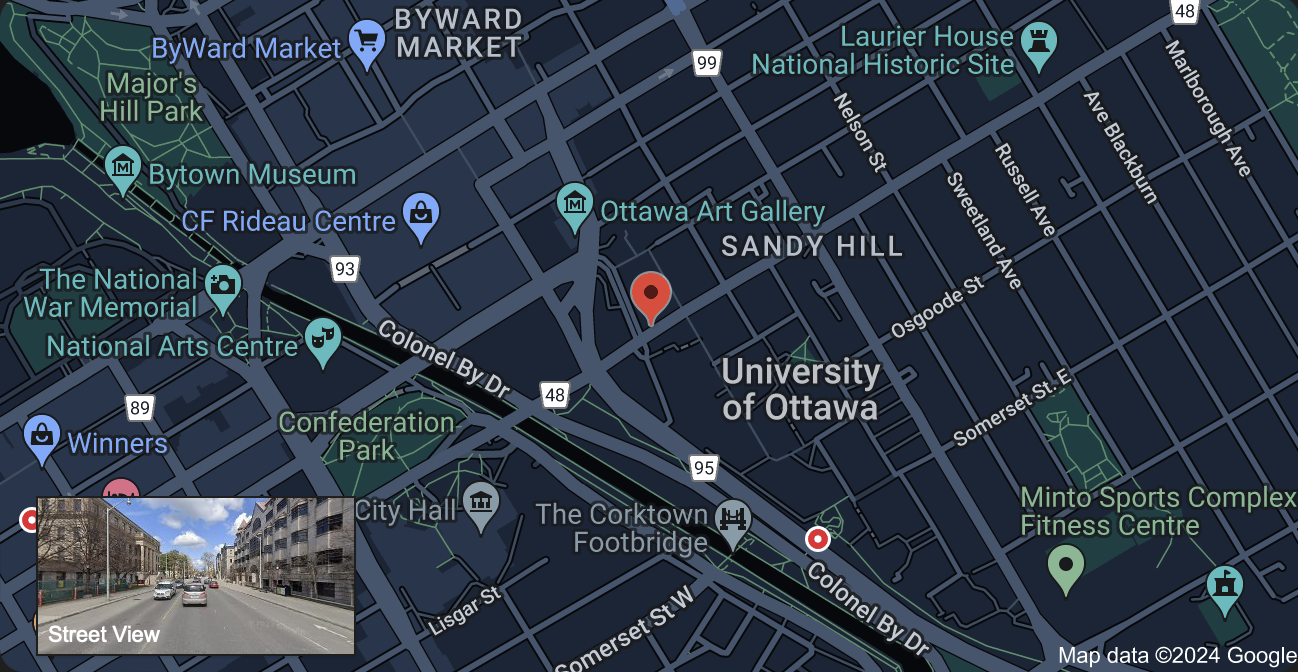 BYWARD
MARKET
ByWard Market
Major's
Hill Park
99
Laurier House
National Historic Site
48
Marlborough Ave
Ave Blackburn
Nelson St
Russell Ave
Sweetland Ave
Bytown Museum
CF Rideau Centre
Ottawa Art Gallery
SANDY HILL
93
The National
War Memorial
National Arts Centre
Colonel By Dr
Osgoode St
University
of Ottawa
48
89
Winners
Confederation
Park
Somerset St. E
95
City Hall
The Corktown
Footbridge
Minto Sports Complex
Fitness Centre
Lisgar St
Somerset St W
Colonel By Dr
Street View
Map data ©2024 Google